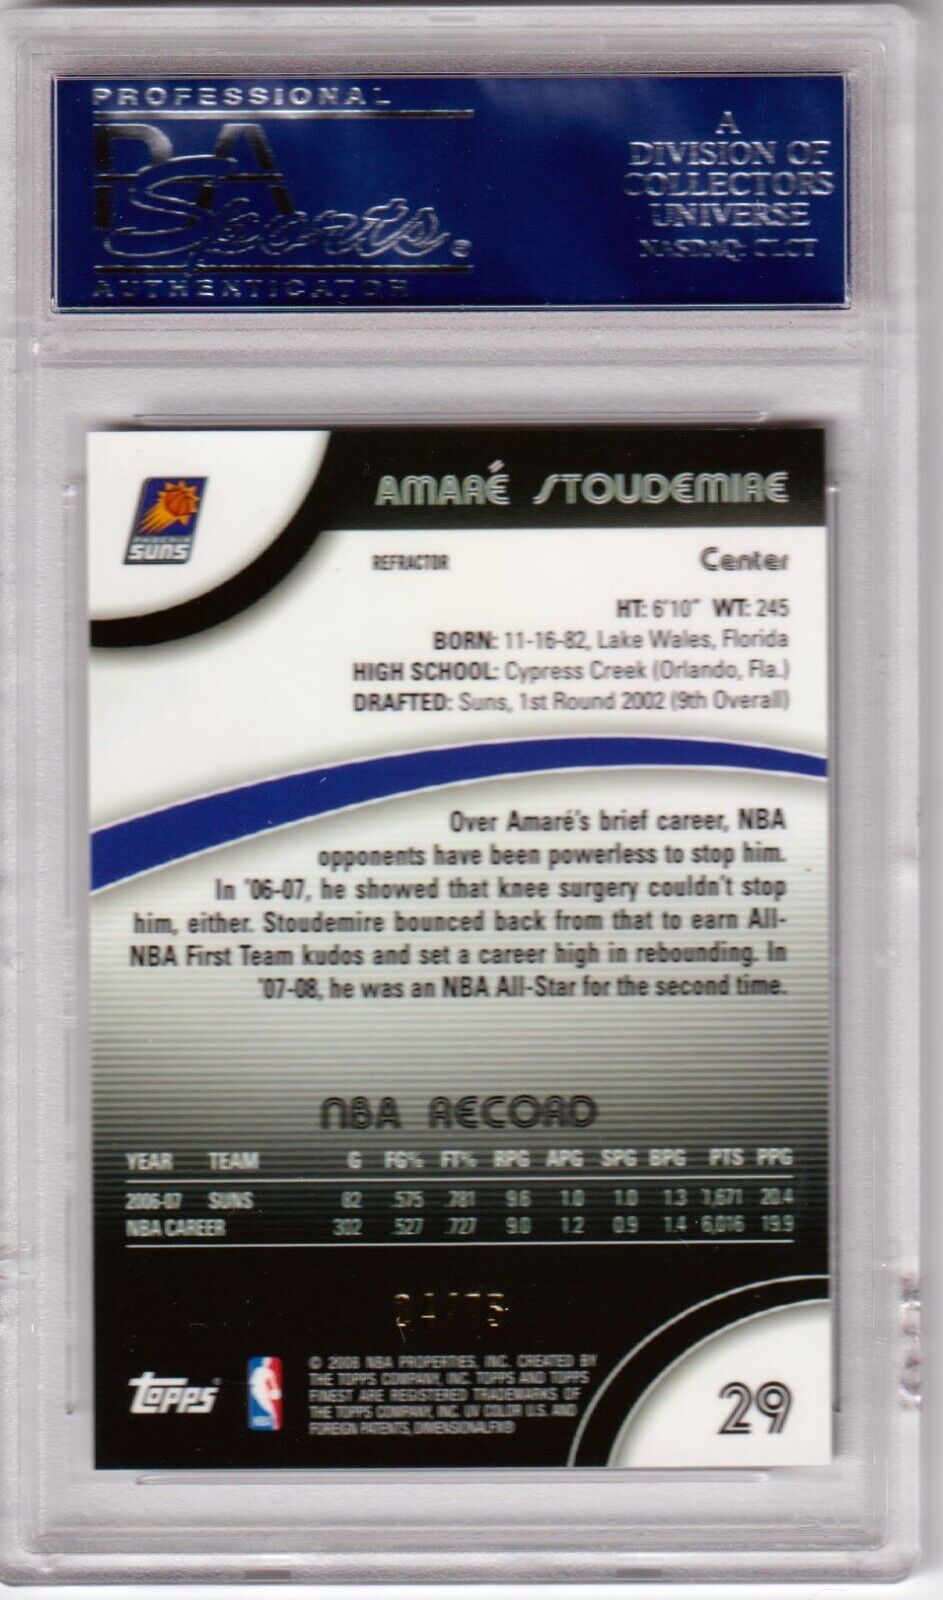 PROFESSIONAL
PSA
Sports
AUTHENTICATOR
A
DIVISION OF
COLLECTORS
UNIVERSE
NASDAQ: CLCT
PHOENIX
SUNS
AMARÉ STOUDEMIRE
REFRACTOR
Center
HT: 6'10" WT: 245
BORN: 11-16-82, Lake Wales, Florida
HIGH SCHOOL: Cypress Creek (Orlando, Fla.)
DRAFTED: Suns, 1st Round 2002 (9th Overall)
Over Amaré's brief career, NBA
opponents have been powerless to stop him.
In '06-07, he showed that knee surgery couldn't stop
him, either. Stoudemire bounced back from that to earn All-
NBA First Team kudos and set a career high in rebounding. In
'07-08, he was an NBA All-Star for the second time.
NBA RECORD
YEAR TEAM G FG% FT% RPG APG SPG BPG PTS PPG
2006-07 SUNS 82 .575 .781 9.6 1.0 1.0 1.3 1,671 20.4
NBA CAREER 302 .527 .727 9.0 1.2 0.9 1.4 6,016 19.9
/75
© 2008 NBA PROPERTIES, INC. CREATED BY
THE TOPPS COMPANY, INC. TOPPS AND TOPPS
FINEST ARE REGISTERED TRADEMARKS OF
THE TOPPS COMPANY, INC. UV COLOR U.S. AND
FOREIGN PATENTS, DIMENSIONALFX®
TOPPS
29